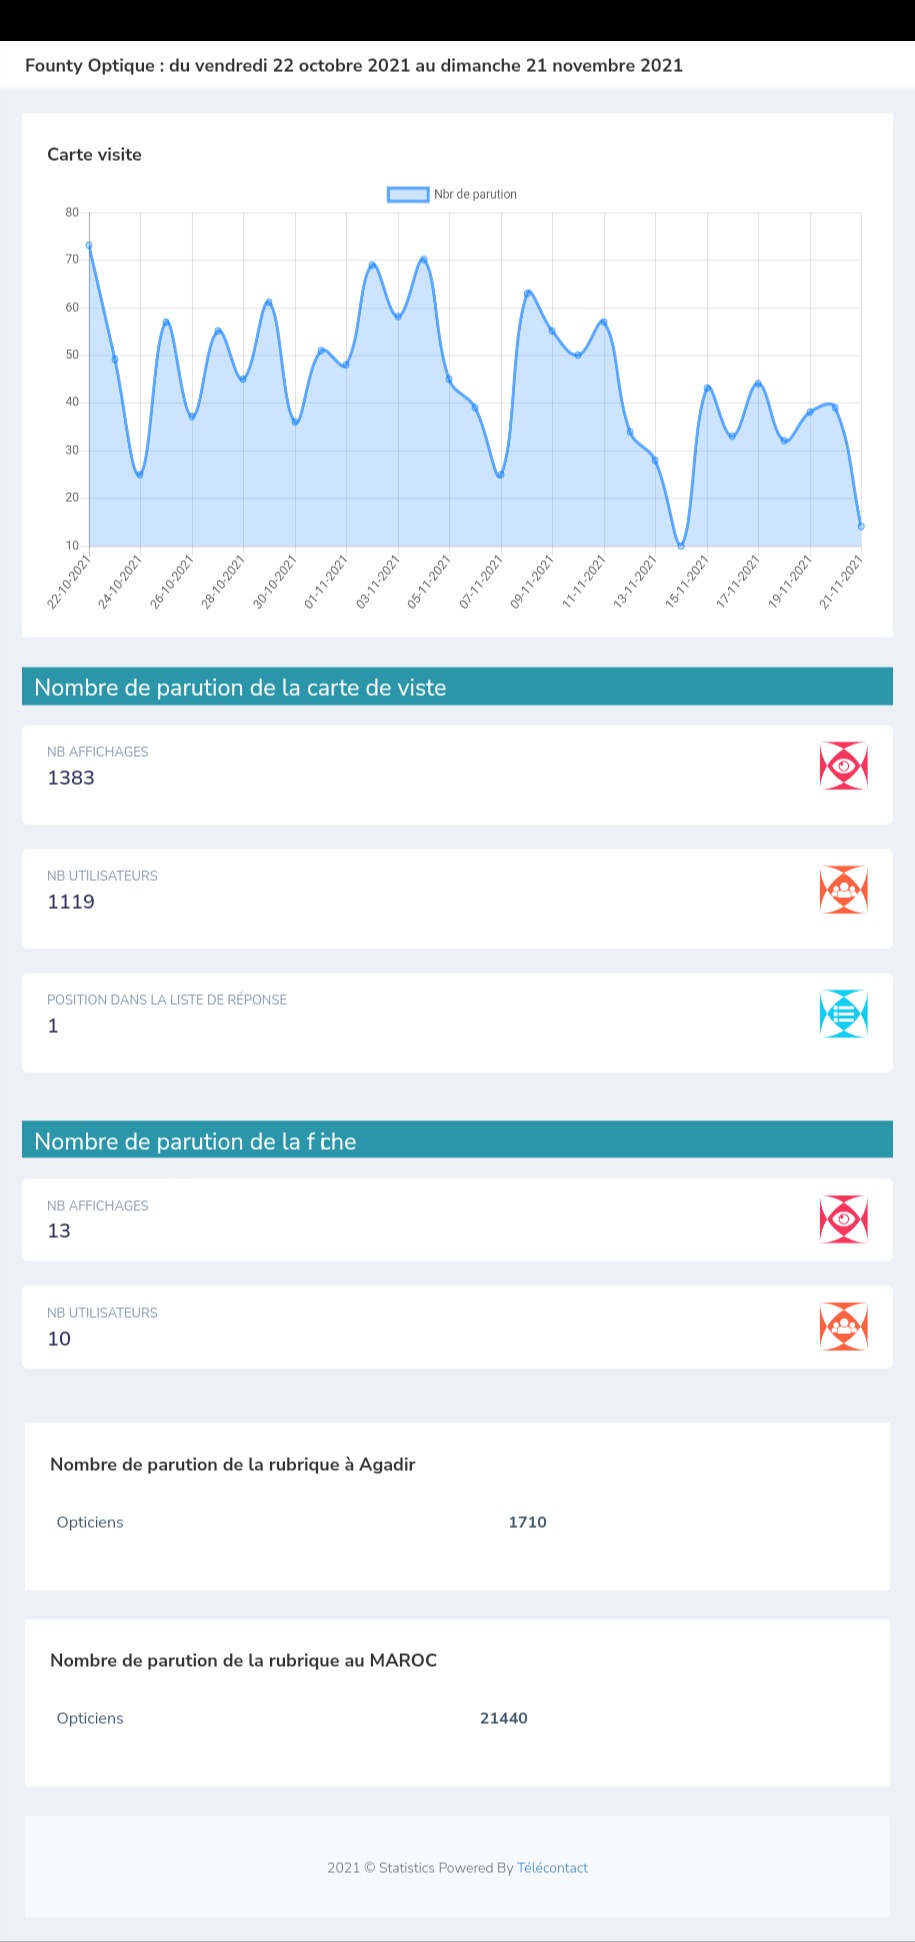 Founty Optique : du vendredi 22 octobre 2021 au dimanche 21 novembre 2021
Carte visite
Nbr de parution
80
70
60
50
40
30
20
10
22-10-2021
24-10-2021
26-10-2021
28-10-2021
30-10-2021
01-11-2021
03-11-2021
05-11-2021
07-11-2021
09-11-2021
11-11-2021
13-11-2021
15-11-2021
17-11-2021
19-11-2021
21-11-2021
Nombre de parution de la carte de viste
NB AFFICHAGES
1383
NB UTILISATEURS
1119
POSITION DANS LA LISTE DE RÉPONSE
1
Nombre de parution de la fiche
NB AFFICHAGES
13
NB UTILISATEURS
10
Nombre de parution de la rubrique à Agadir
Opticiens 1710
Nombre de parution de la rubrique au MAROC
Opticiens 21440
2021 © Statistics Powered By Télécontact